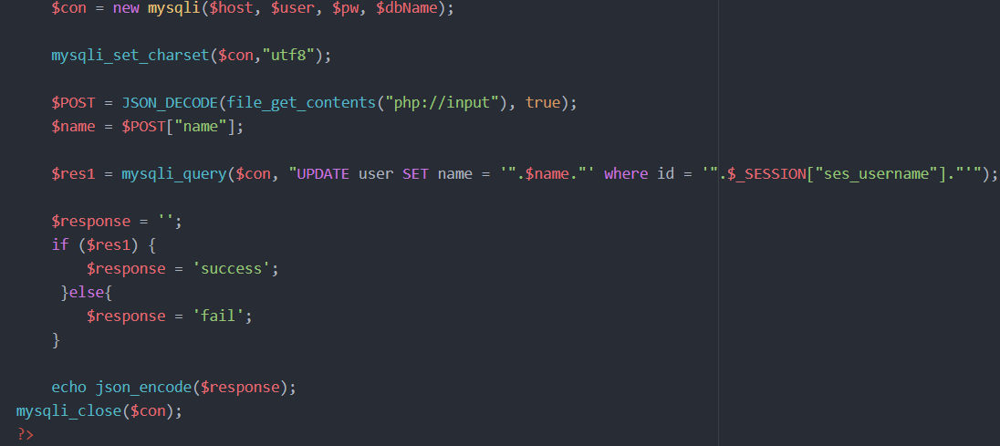 $con = new mysqli($host, $user, $pw, $dbName);
mysqli_set_charset($con,"utf8");
$POST = JSON_DECODE(file_get_contents("php://input"), true);
$name = $POST["name"];
$res1 = mysqli_query($con, "UPDATE user SET name = '".$name."' where id = '".$_SESSION["ses_username"]."'");
$response = '';
if ($res1) {
$response = 'success';
}else{
$response = 'fail';
}
echo json_encode($response);
mysqli_close($con);
?>